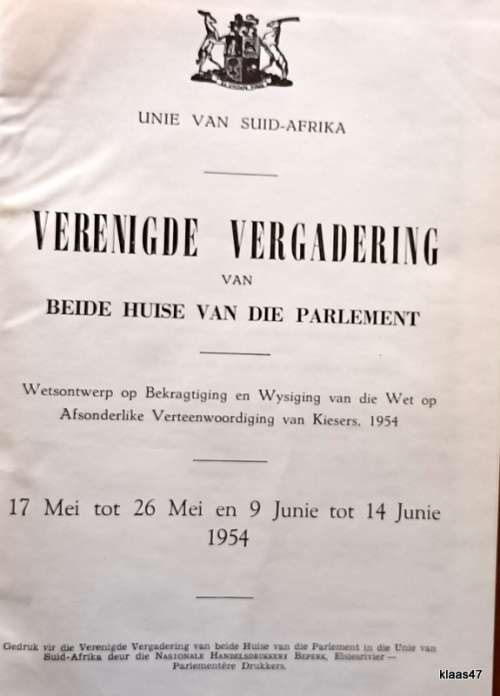 UNIE VAN SUID-AFRIKA
VERENIGDE VERGADERING
VAN
BEIDE HUISE VAN DIE PARLEMENT
Wetsontwerp op Bekragtiging en Wysiging van die Wet op
Afsonderlike Verteenwoordiging van Kiesers, 1954
17 Mei tot 26 Mei en 9 Junie tot 14 Junie
1954
Gedruk vir die Verenigde Vergadering van beide Huise van die Parlement in die Unie van
Suid-Afrika deur die NASIONALE HANDELSDRUKKERY BEPERK, Elsiesrivier —
Parlementêre Drukkers.
klaas47